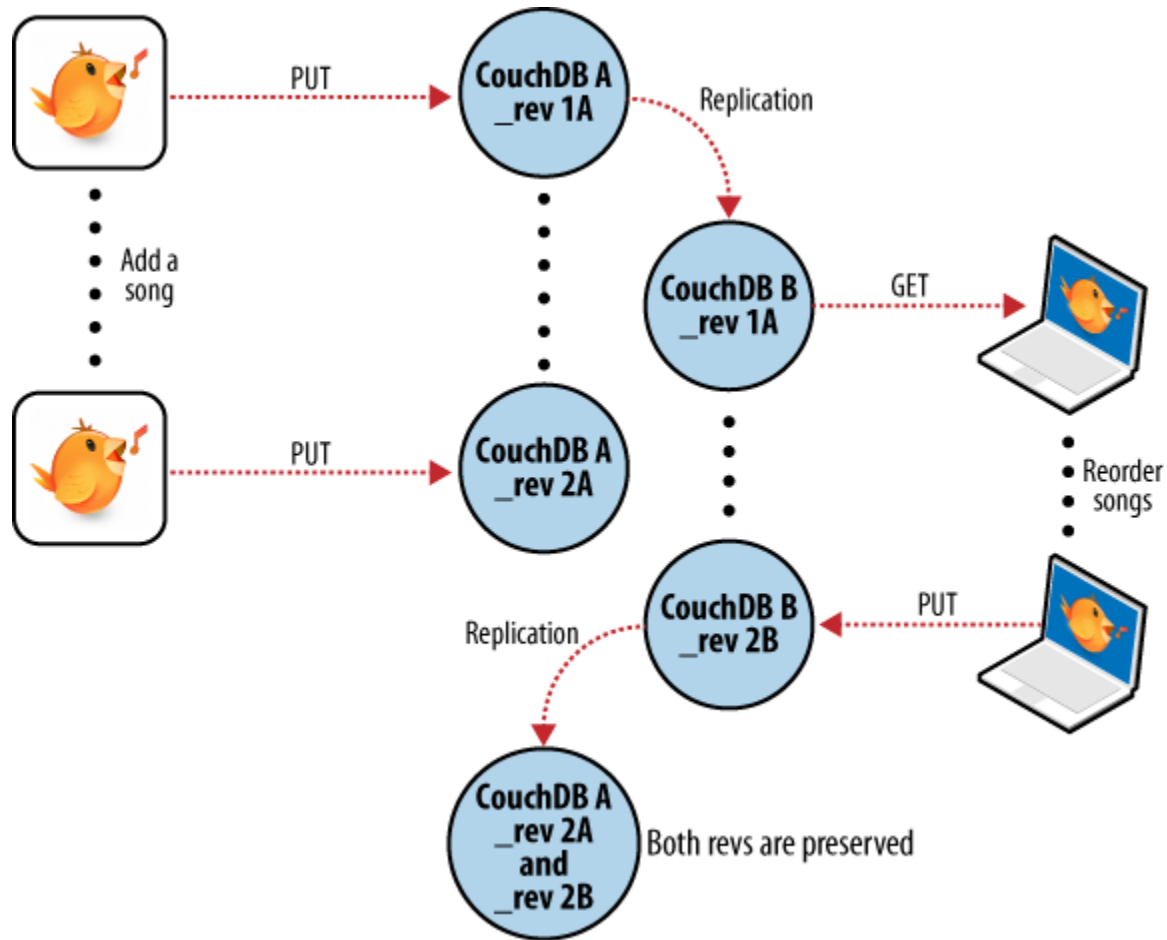 PUT
CouchDB A
_rev 1A
Replication
Add a
song
CouchDB B
_rev 1A
GET
PUT
CouchDB A
_rev 2A
Reorder
songs
CouchDB B
_rev 2B
PUT
Replication
CouchDB A
_rev 2A
and
_rev 2B
Both revs are preserved